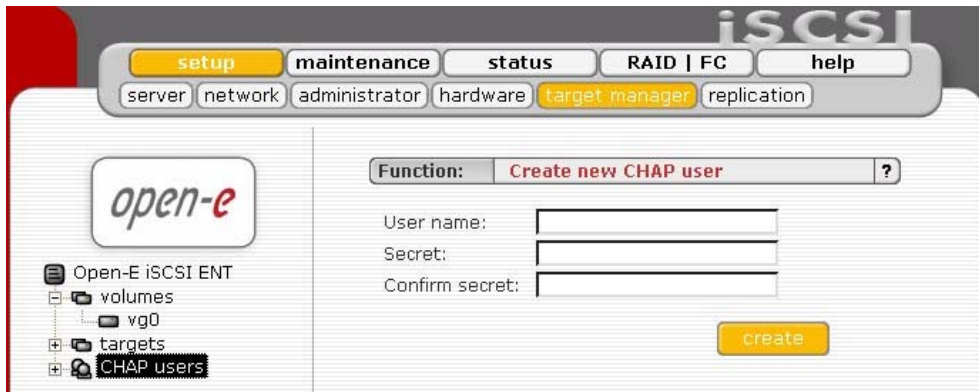 iSCSI
setup maintenance status RAID | FC help
server network administrator hardware target manager replication
Function: Create new CHAP user ?
open-e
User name:
Secret:
Confirm secret:
Open-E iSCSI ENT
volumes
vg0
targets
CHAP users
create